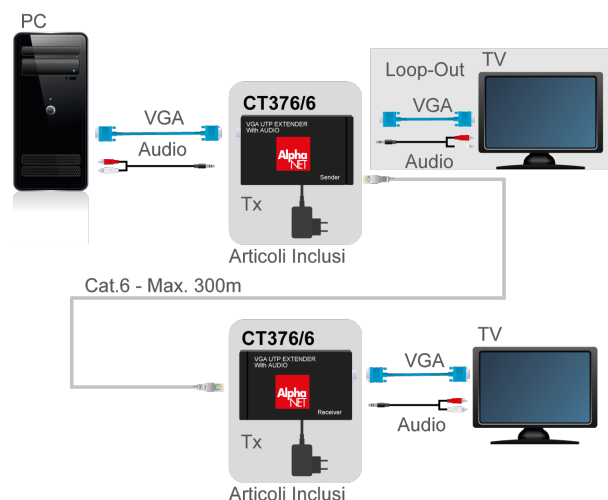 PC
VGA
Audio
CT376/6
VGA UTP EXTENDER
With AUDIO
Alpha
NET
Sender
Tx
Articoli Inclusi
Loop-Out
TV
VGA
Audio
Cat.6 - Max. 300m
CT376/6
VGA UTP EXTENDER
With AUDIO
Alpha
NET
Receiver
Tx
Articoli Inclusi
TV
VGA
Audio